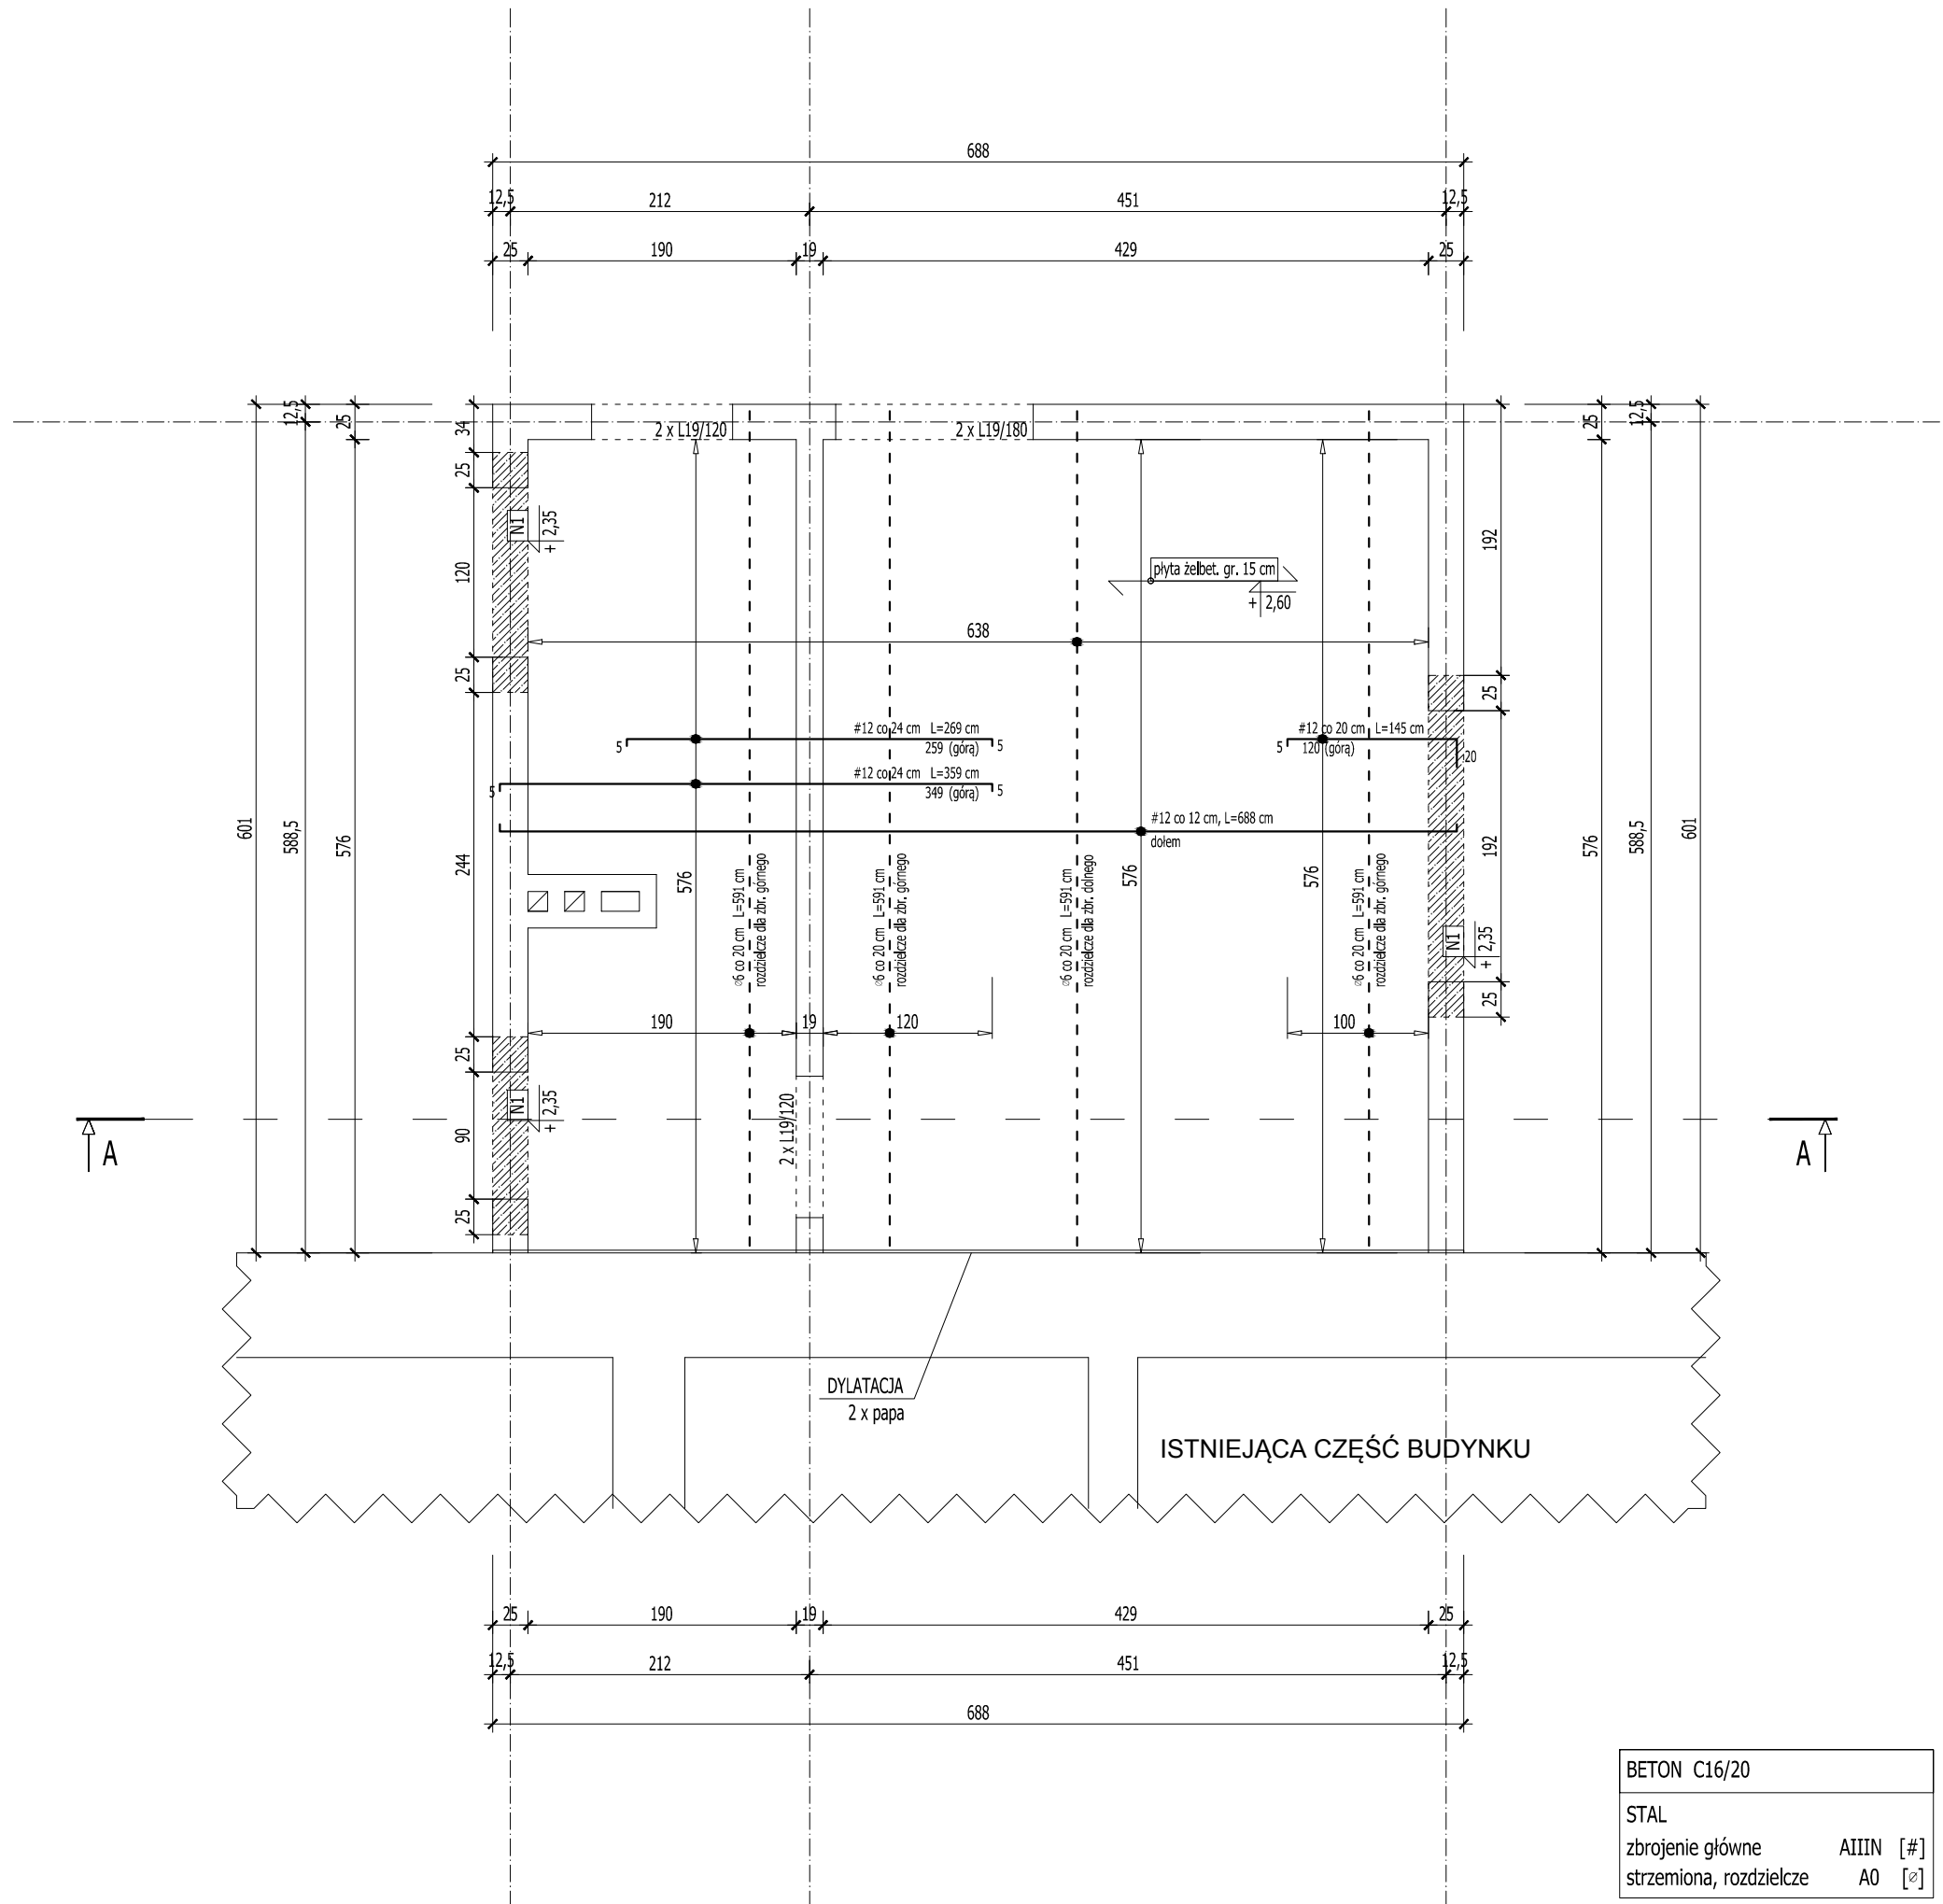 688
12,5 212 451 12,5
25 190 19 429 25
2 x L19/120
2 x L19/180
601
588,5
12,5
576
25
34
25
120
25
244
25
90
25
N1
+ 2,35
N1
+ 2,35
płyta żelbet. gr. 15 cm
+ 2,60
638
#12 co 24 cm L=269 cm
259 (górą)
5
5
#12 co 24 cm L=359 cm
349 (górą)
5
5
#12 co 20 cm L=145 cm
120 (górą)
5
20
#12 co 12 cm, L=688 cm
dołem
576
576
576
⌀6 co 20 cm L=591 cm
rozdzielcze dla zbr. górnego
⌀6 co 20 cm L=591 cm
rozdzielcze dla zbr. górnego
⌀6 co 20 cm L=591 cm
rozdzielcze dla zbr. dolnego
⌀6 co 20 cm L=591 cm
rozdzielcze dla zbr. górnego
190 19 120 100
2 x L19/120
192
25
192
25
N1
+ 2,35
25
576
12,5
588,5
601
A
A
DYLATACJA
2 x papa
ISTNIEJĄCA CZĘŚĆ BUDYNKU
25 190 19 429 25
12,5 212 451 12,5
688
BETON C16/20
STAL
zbrojenie główne AIIIN [#]
strzemiona, rozdzielcze A0 [⌀]